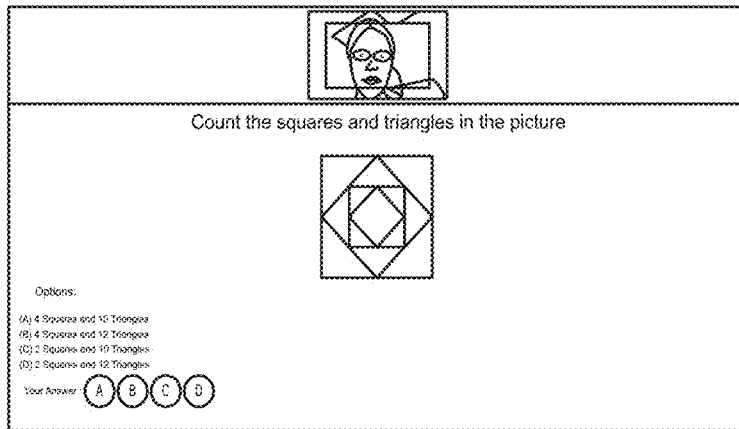 Count the squares and triangles in the picture
Options:
(A) 4 Squares and 10 Triangles
(B) 4 Squares and 12 Triangles
(C) 2 Squares and 10 Triangles
(D) 2 Squares and 12 Triangles
Your Answer : A B C D